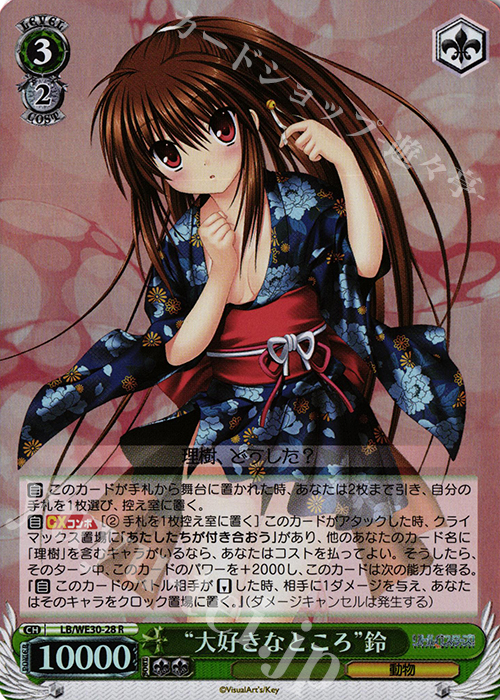 LEVEL
3
2
COST
カードショップ -遊々亭-
理樹、どうした?
自 このカードが手札から舞台に置かれた時、あなたは2枚まで引き、自分の
手札を1枚選び、控え室に置く。
自 CXコンボ [② 手札を1枚控え室に置く] このカードがアタックした時、クライ
マックス置場に「あたしたちが付き合おう」があり、他のあなたのカード名に
「理樹」を含むキャラがいるなら、あなたはコストを払ってよい。そうしたら、
そのターン中、このカードのパワーを+2000し、このカードは次の能力を得る。
『自 このカードのバトル相手が した時、相手に1ダメージを与え、あなた
はそのキャラをクロック置場に置く。』(ダメージキャンセルは発生する)
CH LB/WE30-28 R
POWER
10000
SOUL
“大好きなところ”鈴
動物
©VisualArt's/Key